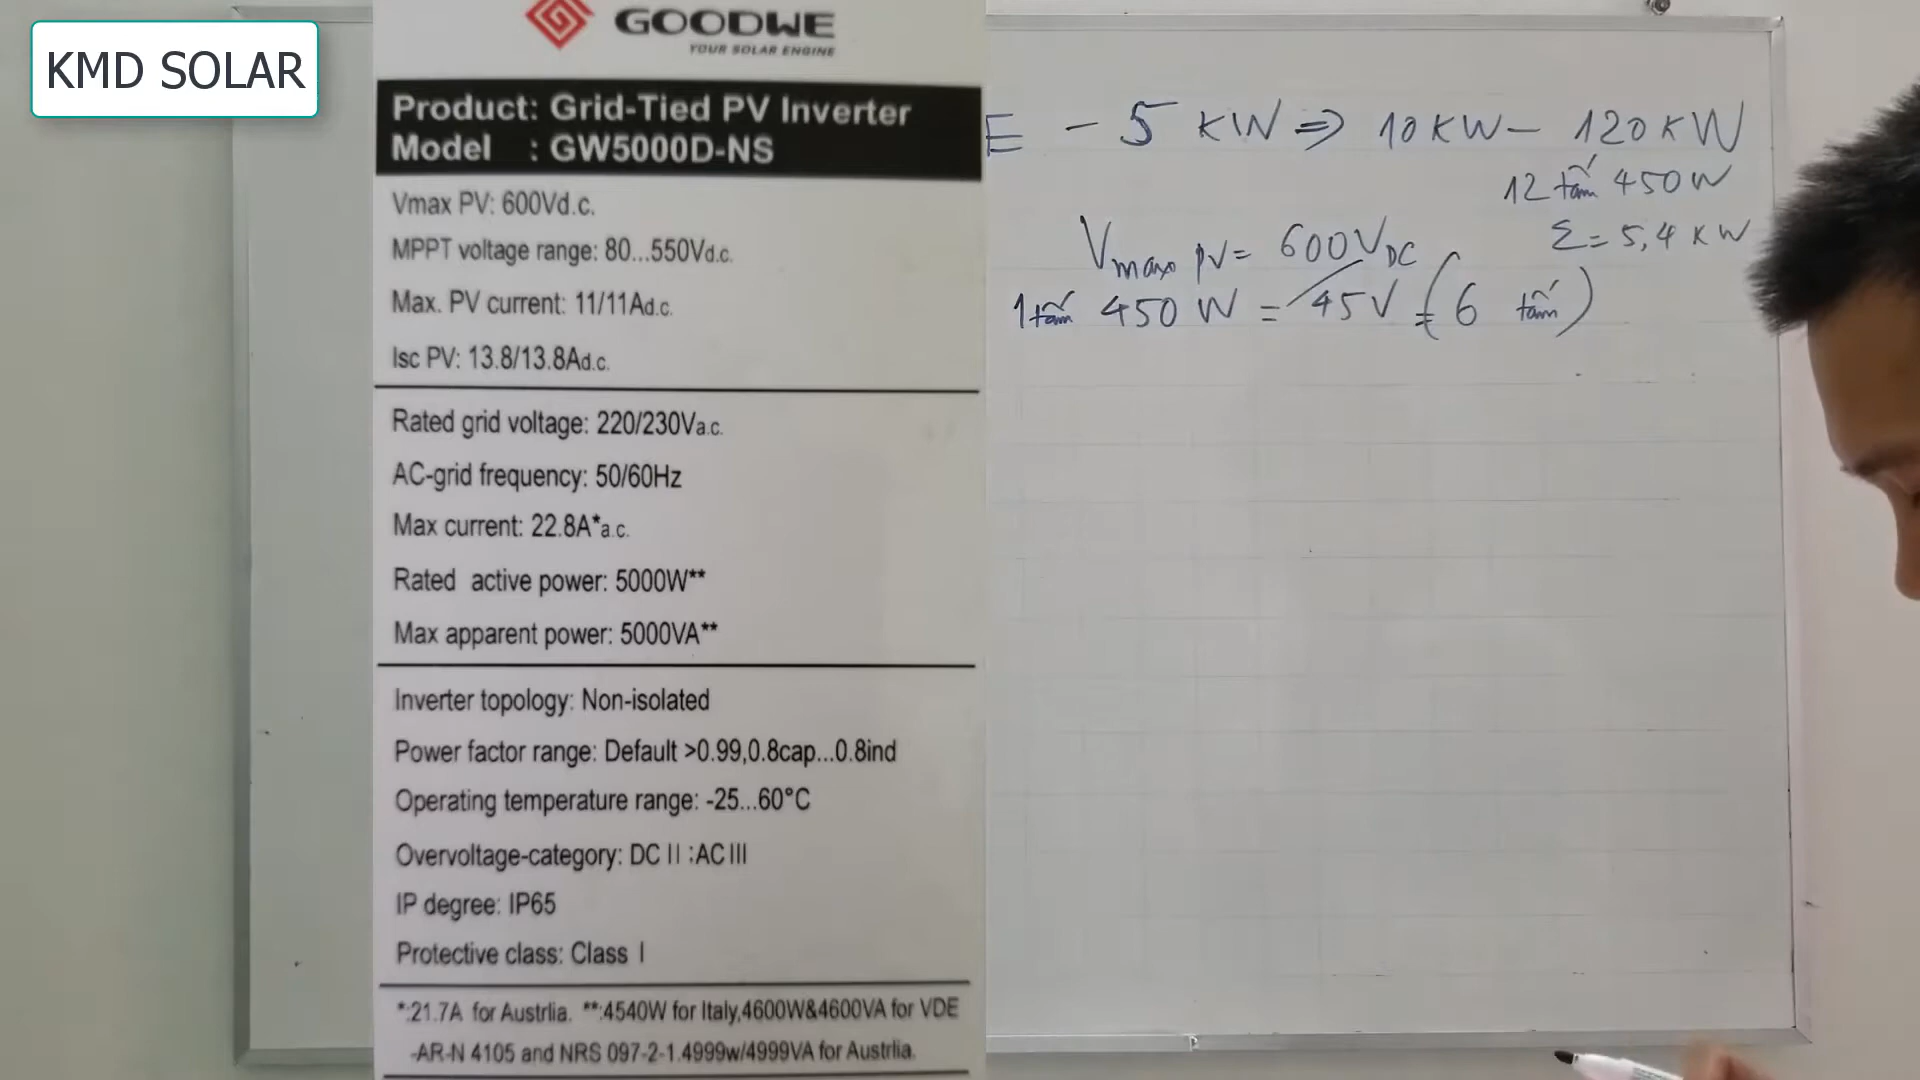 KMD SOLAR
GOODWE
YOUR SOLAR ENGINE
Product: Grid-Tied PV Inverter
Model : GW5000D-NS
Vmax PV: 600Vd.c.
MPPT voltage range: 80...550Vd.c.
Max. PV current: 11/11Ad.c.
Isc PV: 13.8/13.8Ad.c.
Rated grid voltage: 220/230Va.c.
AC-grid frequency: 50/60Hz
Max current: 22.8A*a.c.
Rated active power: 5000W**
Max apparent power: 5000VA**
Inverter topology: Non-isolated
Power factor range: Default >0.99,0.8cap...0.8ind
Operating temperature range: -25...60°C
Overvoltage-category: DC II ;AC III
IP degree: IP65
Protective class: Class I
*:21.7A for Austrlia. **:4540W for Italy,4600W&4600VA for VDE
-AR-N 4105 and NRS 097-2-1.4999w/4999VA for Austrlia.
E - 5 KW => 10 KW - 120 KW
12 tấm 450 W
Σ = 5,4 KW
Vmax PV = 600VDC
1 tấm 450 W = 45V = (6 tấm)